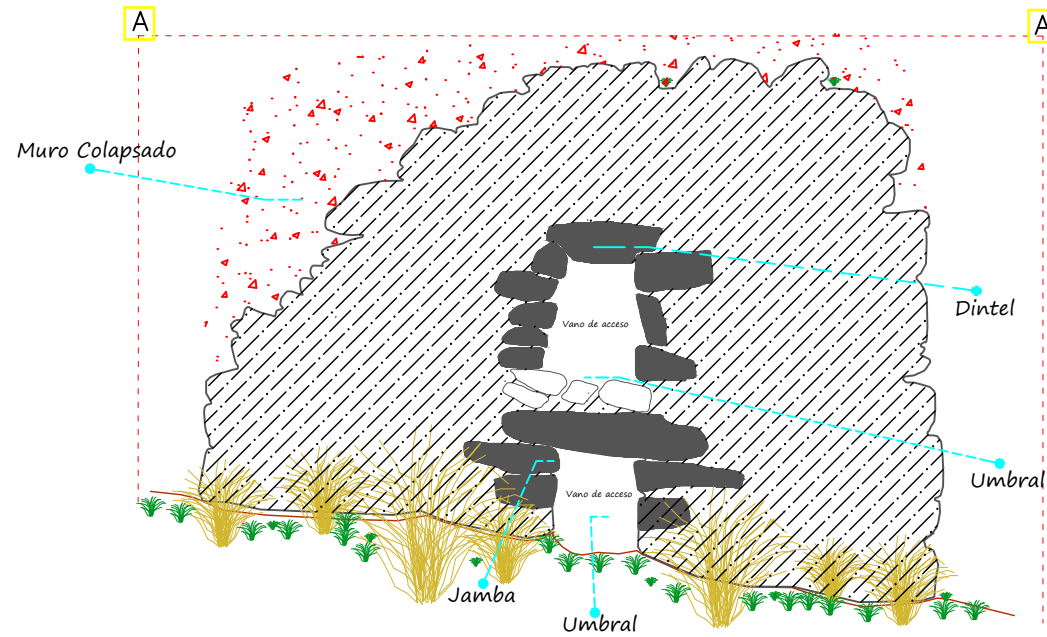 A
A
Muro Colapsado
Dintel
Vano de acceso
Umbral
Vano de acceso
Jamba
Umbral